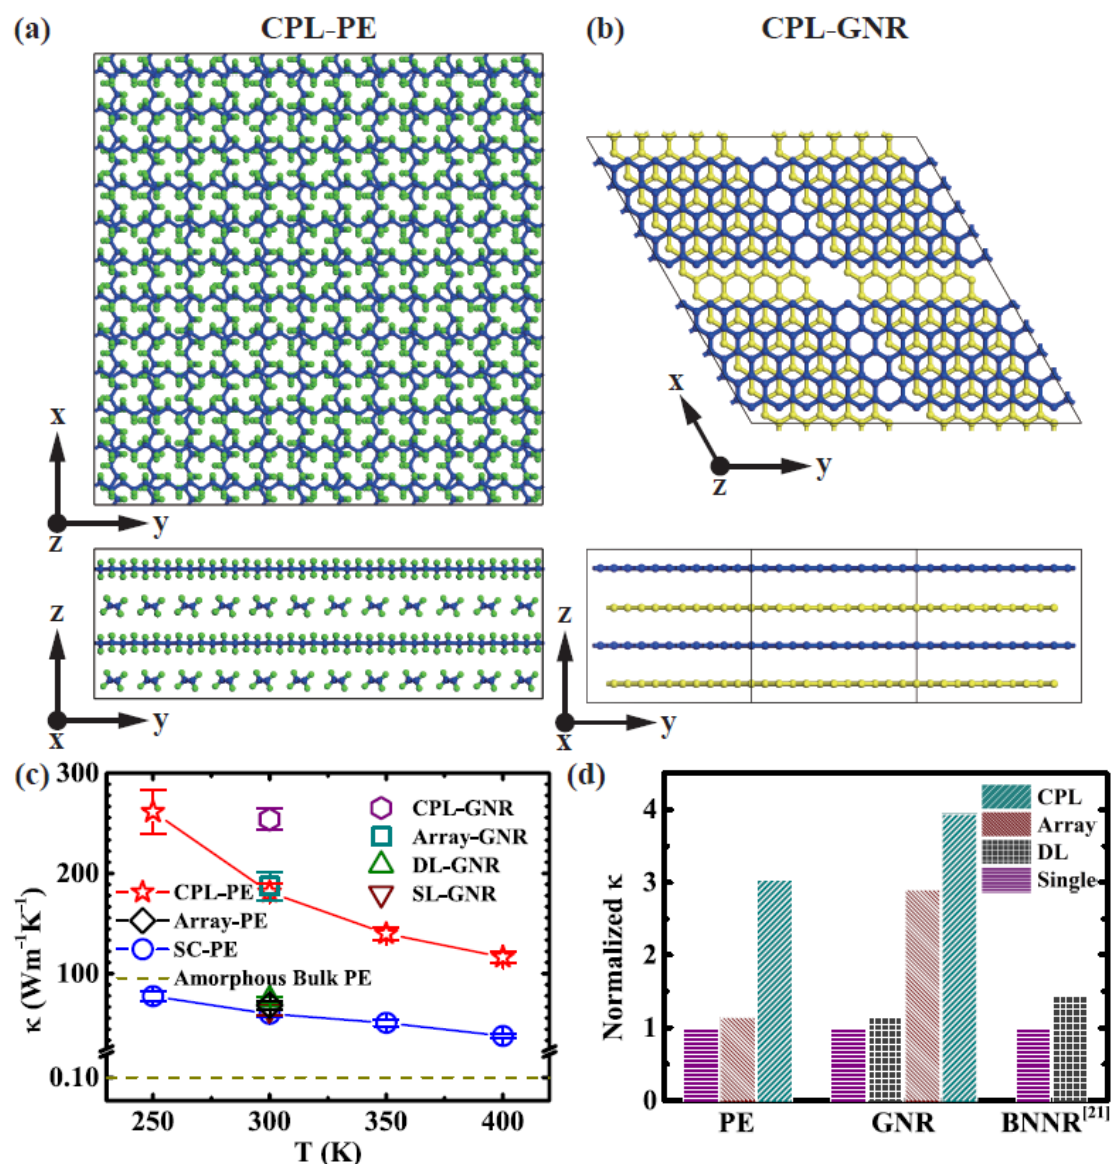 (a) CPL-PE
(b) CPL-GNR
x
z
y
x
z
y
z
x
y
z
x
y
(c)
300
200
100
0.10
κ (Wm⁻¹K⁻¹)
CPL-GNR
Array-GNR
DL-GNR
SL-GNR
CPL-PE
Array-PE
SC-PE
Amorphous Bulk PE
250 300 350 400
T (K)
(d)
4
3
2
1
0
Normalized κ
CPL
Array
DL
Single
PE GNR BNNR[21]